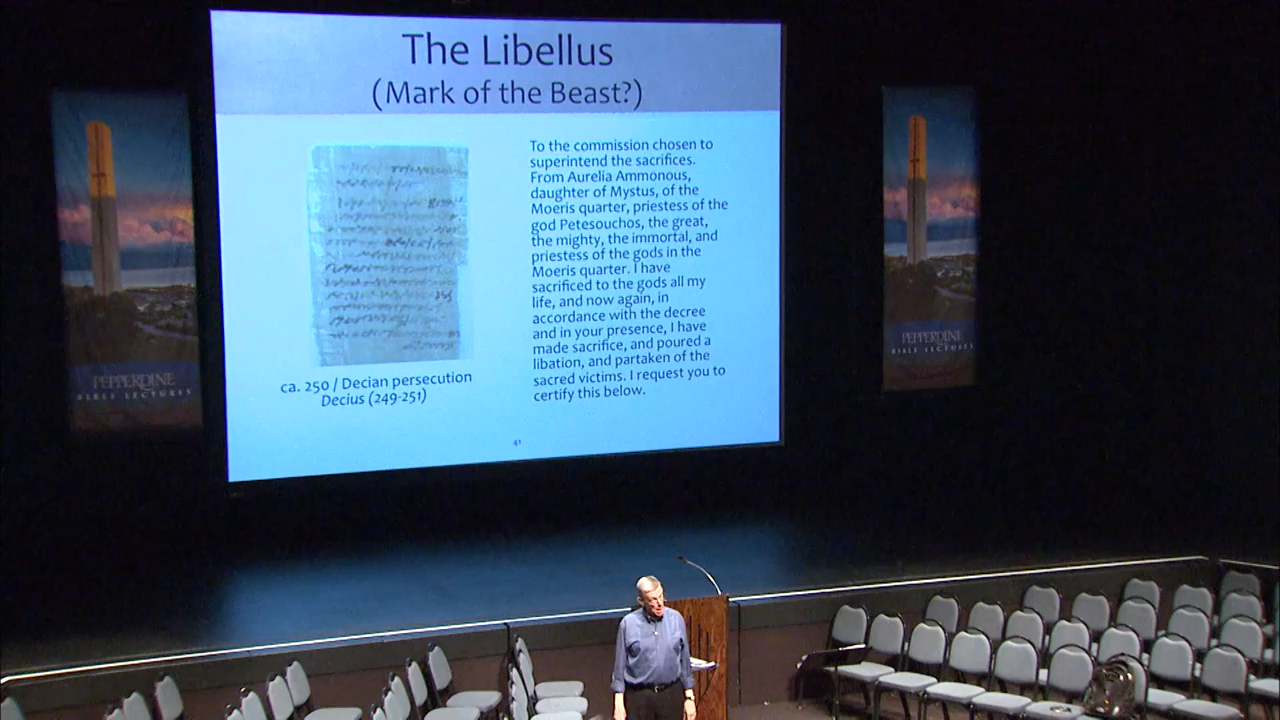 The Libellus
(Mark of the Beast?)
To the commission chosen to
superintend the sacrifices.
From Aurelia Ammonous,
daughter of Mystus, of the
Moeris quarter, priestess of the
god Petesouchos, the great,
the mighty, the immortal, and
priestess of the gods in the
Moeris quarter. I have
sacrificed to the gods all my
life, and now again, in
accordance with the decree
and in your presence, I have
made sacrifice, and poured a
libation, and partaken of the
sacred victims. I request you to
certify this below.
ca. 250 / Decian persecution
Decius (249-251)
41
PEPPERDINE
BIBLE LECTURES
PEPPERDINE
BIBLE LECTURES